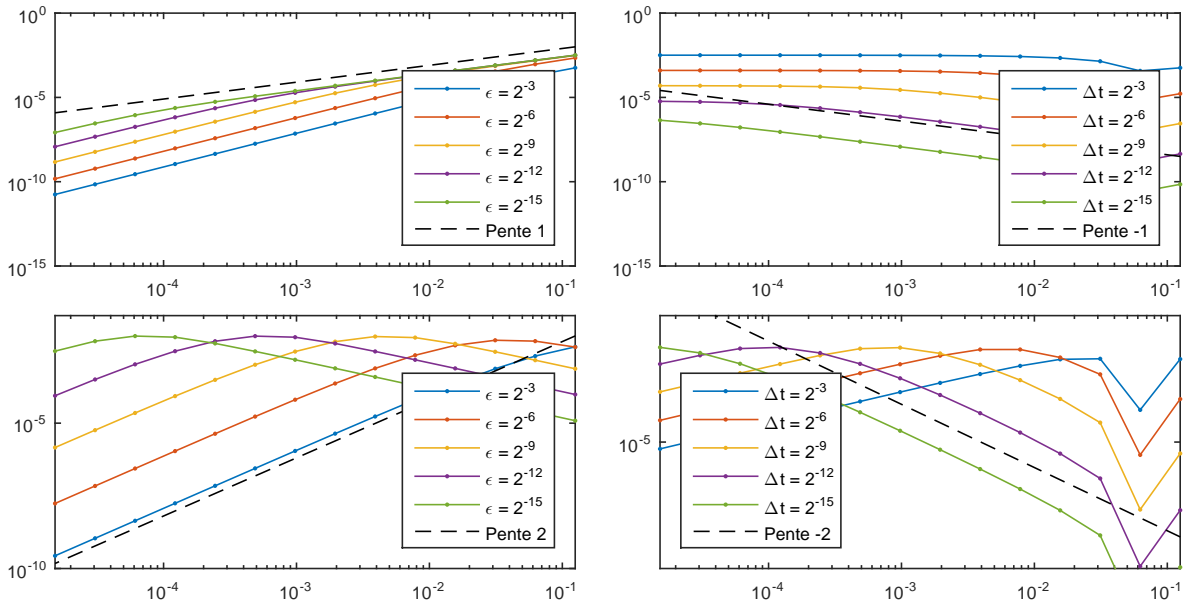 10^0
10^-5
10^-10
10^-15
10^-4
10^-3
10^-2
10^-1
ϵ = 2^-3
ϵ = 2^-6
ϵ = 2^-9
ϵ = 2^-12
ϵ = 2^-15
Pente 1
10^0
10^-5
10^-10
10^-15
10^-4
10^-3
10^-2
10^-1
Δt = 2^-3
Δt = 2^-6
Δt = 2^-9
Δt = 2^-12
Δt = 2^-15
Pente -1
10^-5
10^-10
10^-4
10^-3
10^-2
10^-1
ϵ = 2^-3
ϵ = 2^-6
ϵ = 2^-9
ϵ = 2^-12
ϵ = 2^-15
Pente 2
10^-5
10^-4
10^-3
10^-2
10^-1
Δt = 2^-3
Δt = 2^-6
Δt = 2^-9
Δt = 2^-12
Δt = 2^-15
Pente -2